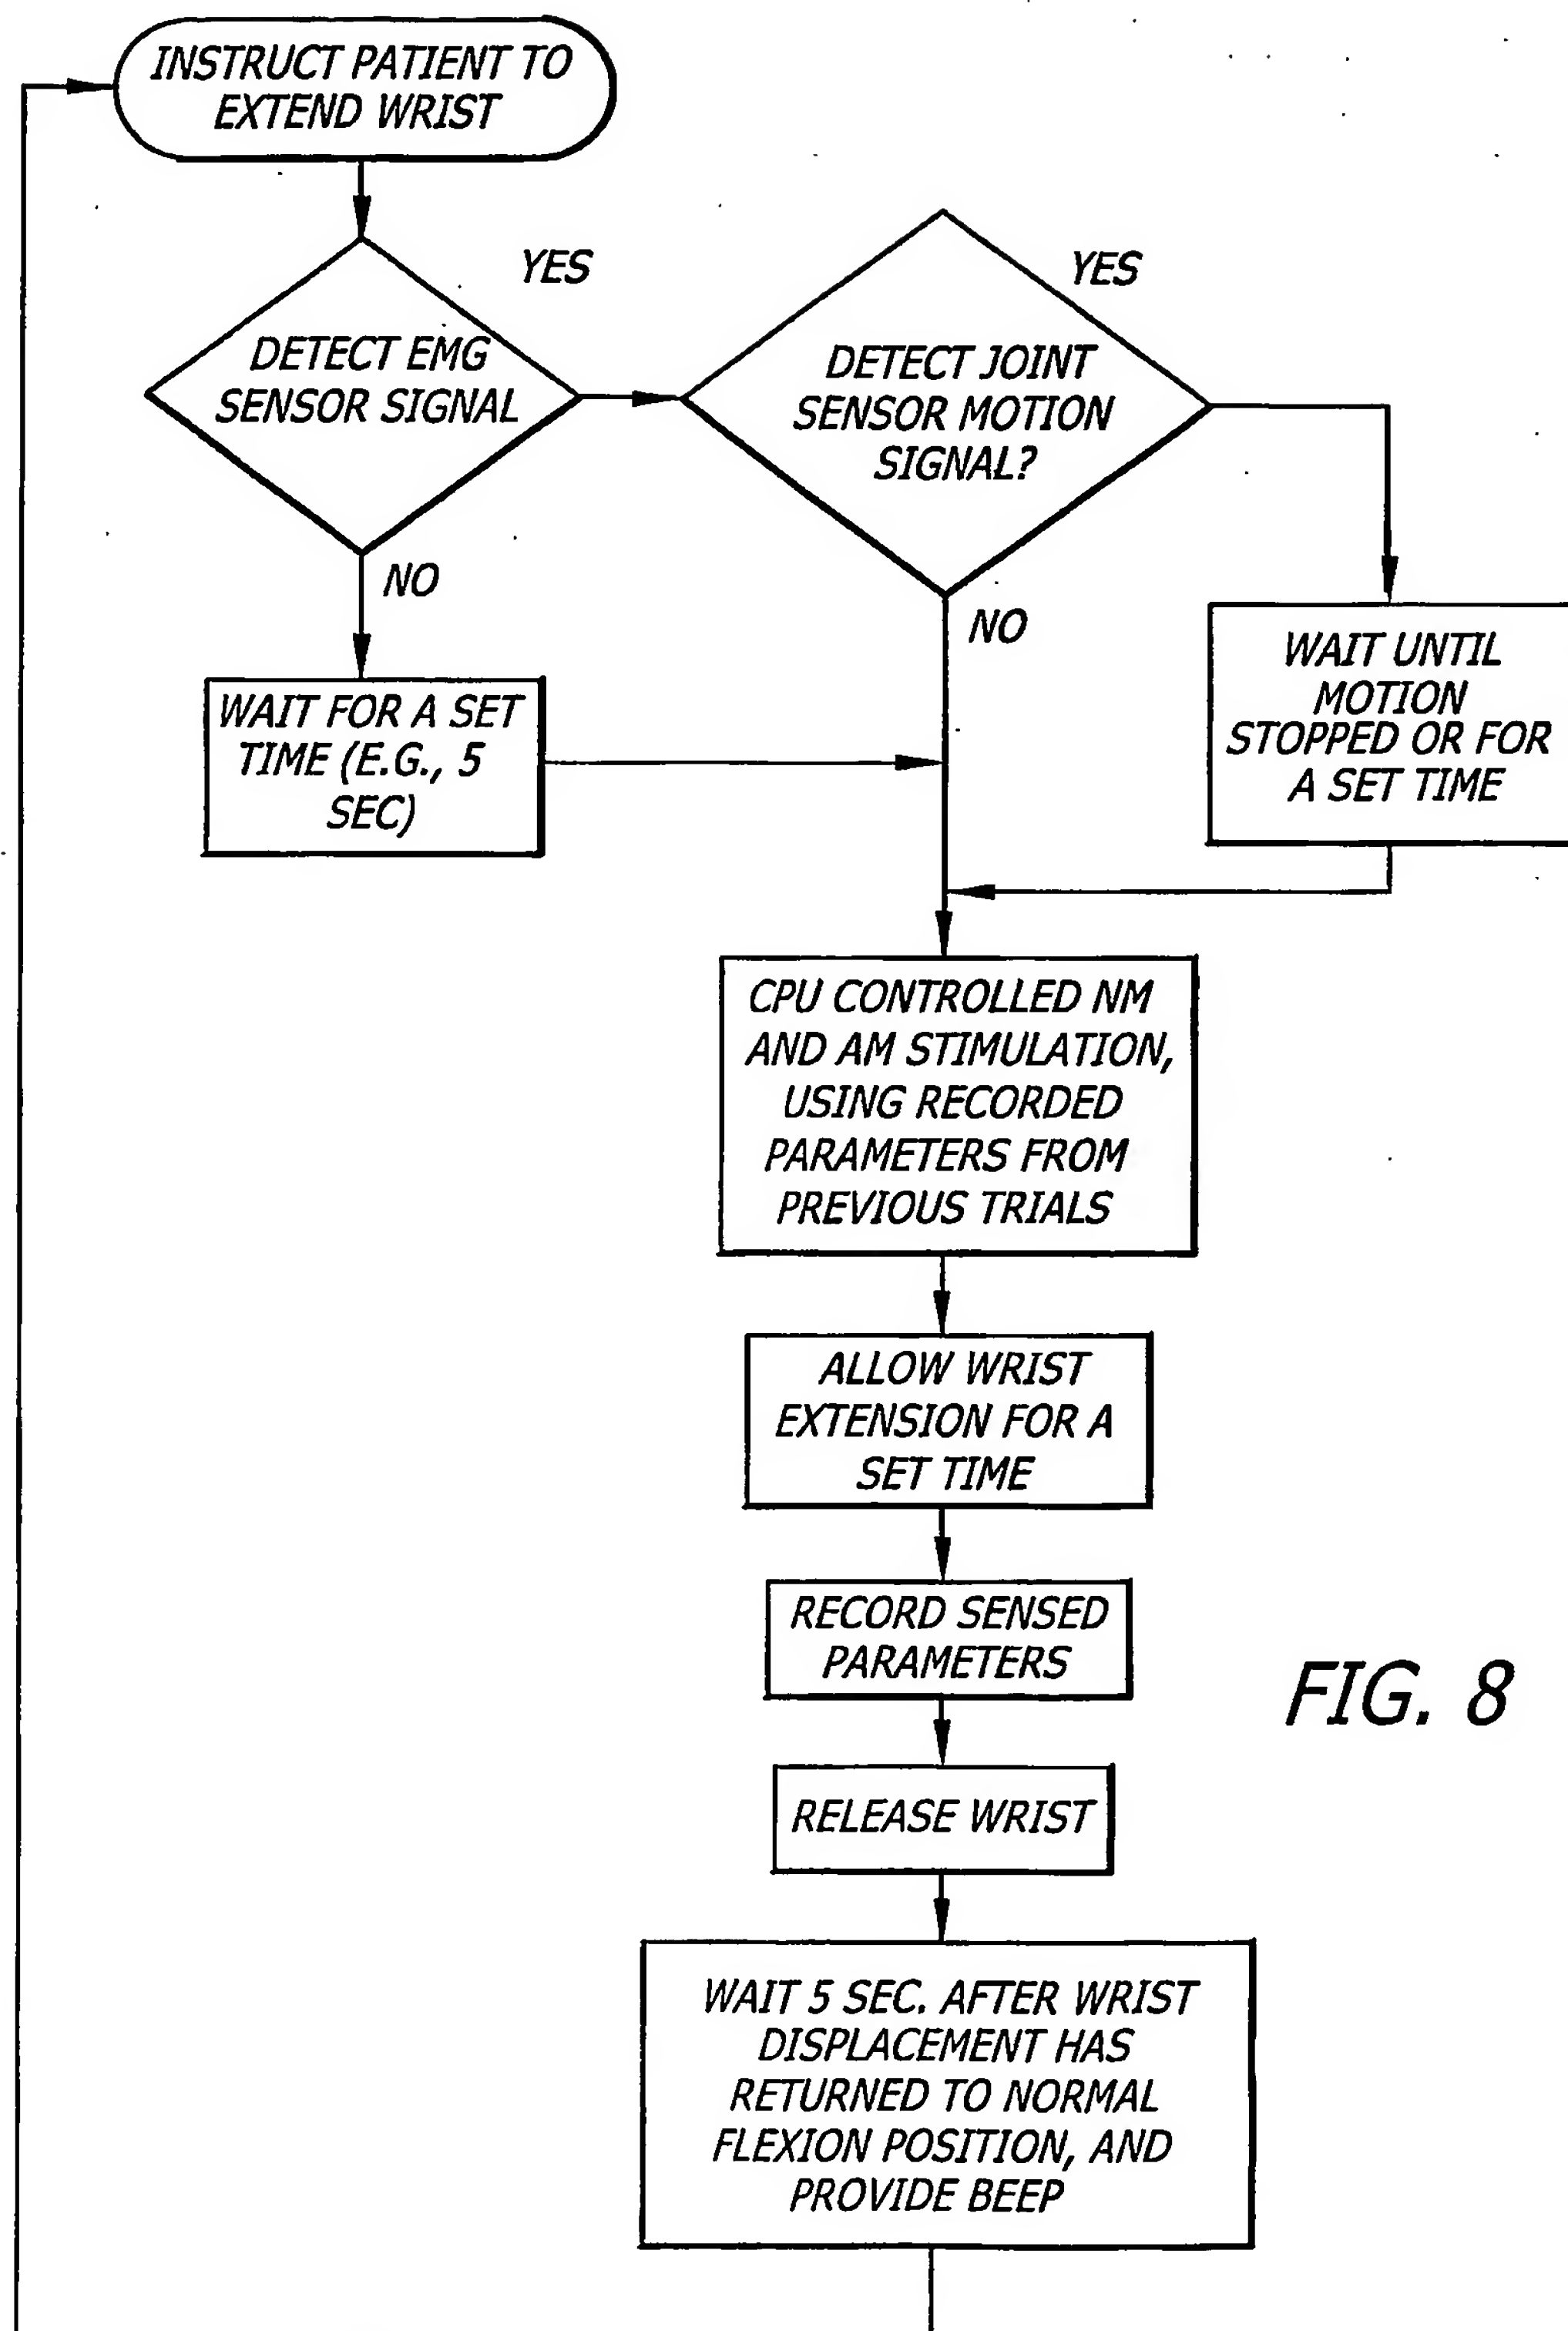 INSTRUCT PATIENT TO
EXTEND WRIST
YES
DETECT EMG
SENSOR SIGNAL
NO
YES
DETECT JOINT
SENSOR MOTION
SIGNAL?
NO
WAIT FOR A SET
TIME (E.G., 5
SEC)
WAIT UNTIL
MOTION
STOPPED OR FOR
A SET TIME
CPU CONTROLLED NM
AND AM STIMULATION,
USING RECORDED
PARAMETERS FROM
PREVIOUS TRIALS
ALLOW WRIST
EXTENSION FOR A
SET TIME
RECORD SENSED
PARAMETERS
FIG. 8
RELEASE WRIST
WAIT 5 SEC. AFTER WRIST
DISPLACEMENT HAS
RETURNED TO NORMAL
FLEXION POSITION, AND
PROVIDE BEEP